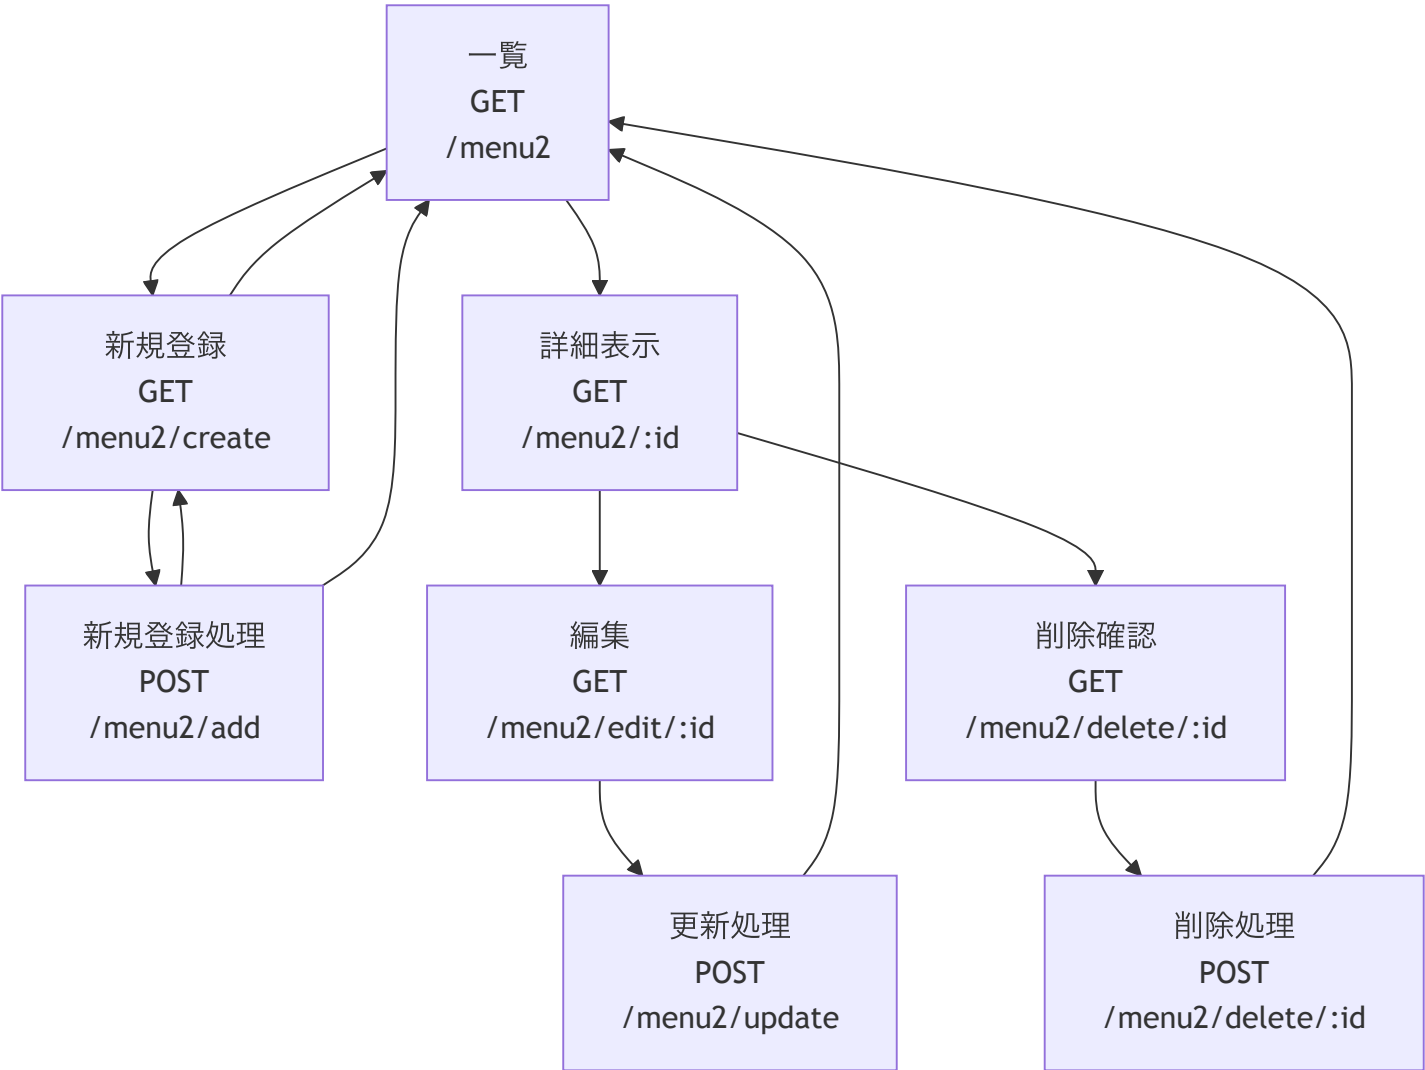 一覧
GET
/menu2
新規登録
GET
/menu2/create
詳細表示
GET
/menu2/:id
新規登録処理
POST
/menu2/add
編集
GET
/menu2/edit/:id
削除確認
GET
/menu2/delete/:id
更新処理
POST
/menu2/update
削除処理
POST
/menu2/delete/:id